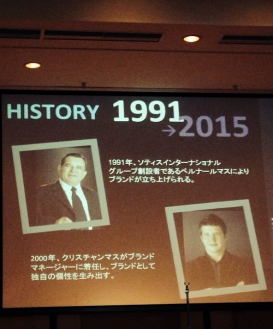 HISTORY 1991
→2015
1991年、ソティスインターナショナル
グループ創設者であるベルナールマスにより
ブランドが立ち上げられる。
2000年、クリスチャンマスがブランド
マネージャーに着任し、ブランドとして
独自の個性を生み出す。